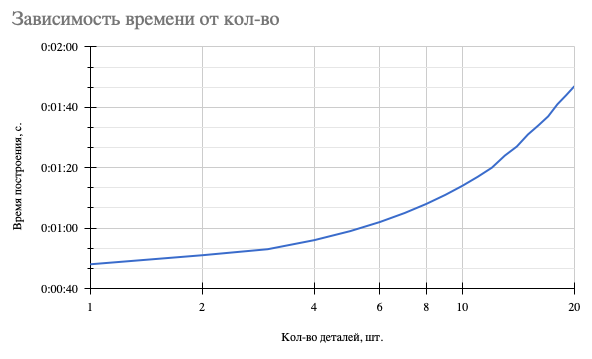 Зависимость времени от кол-во
0:02:00
0:01:40
0:01:20
0:01:00
0:00:40
Время построения, с.
1 2 4 6 8 10 20
Кол-во деталей, шт.